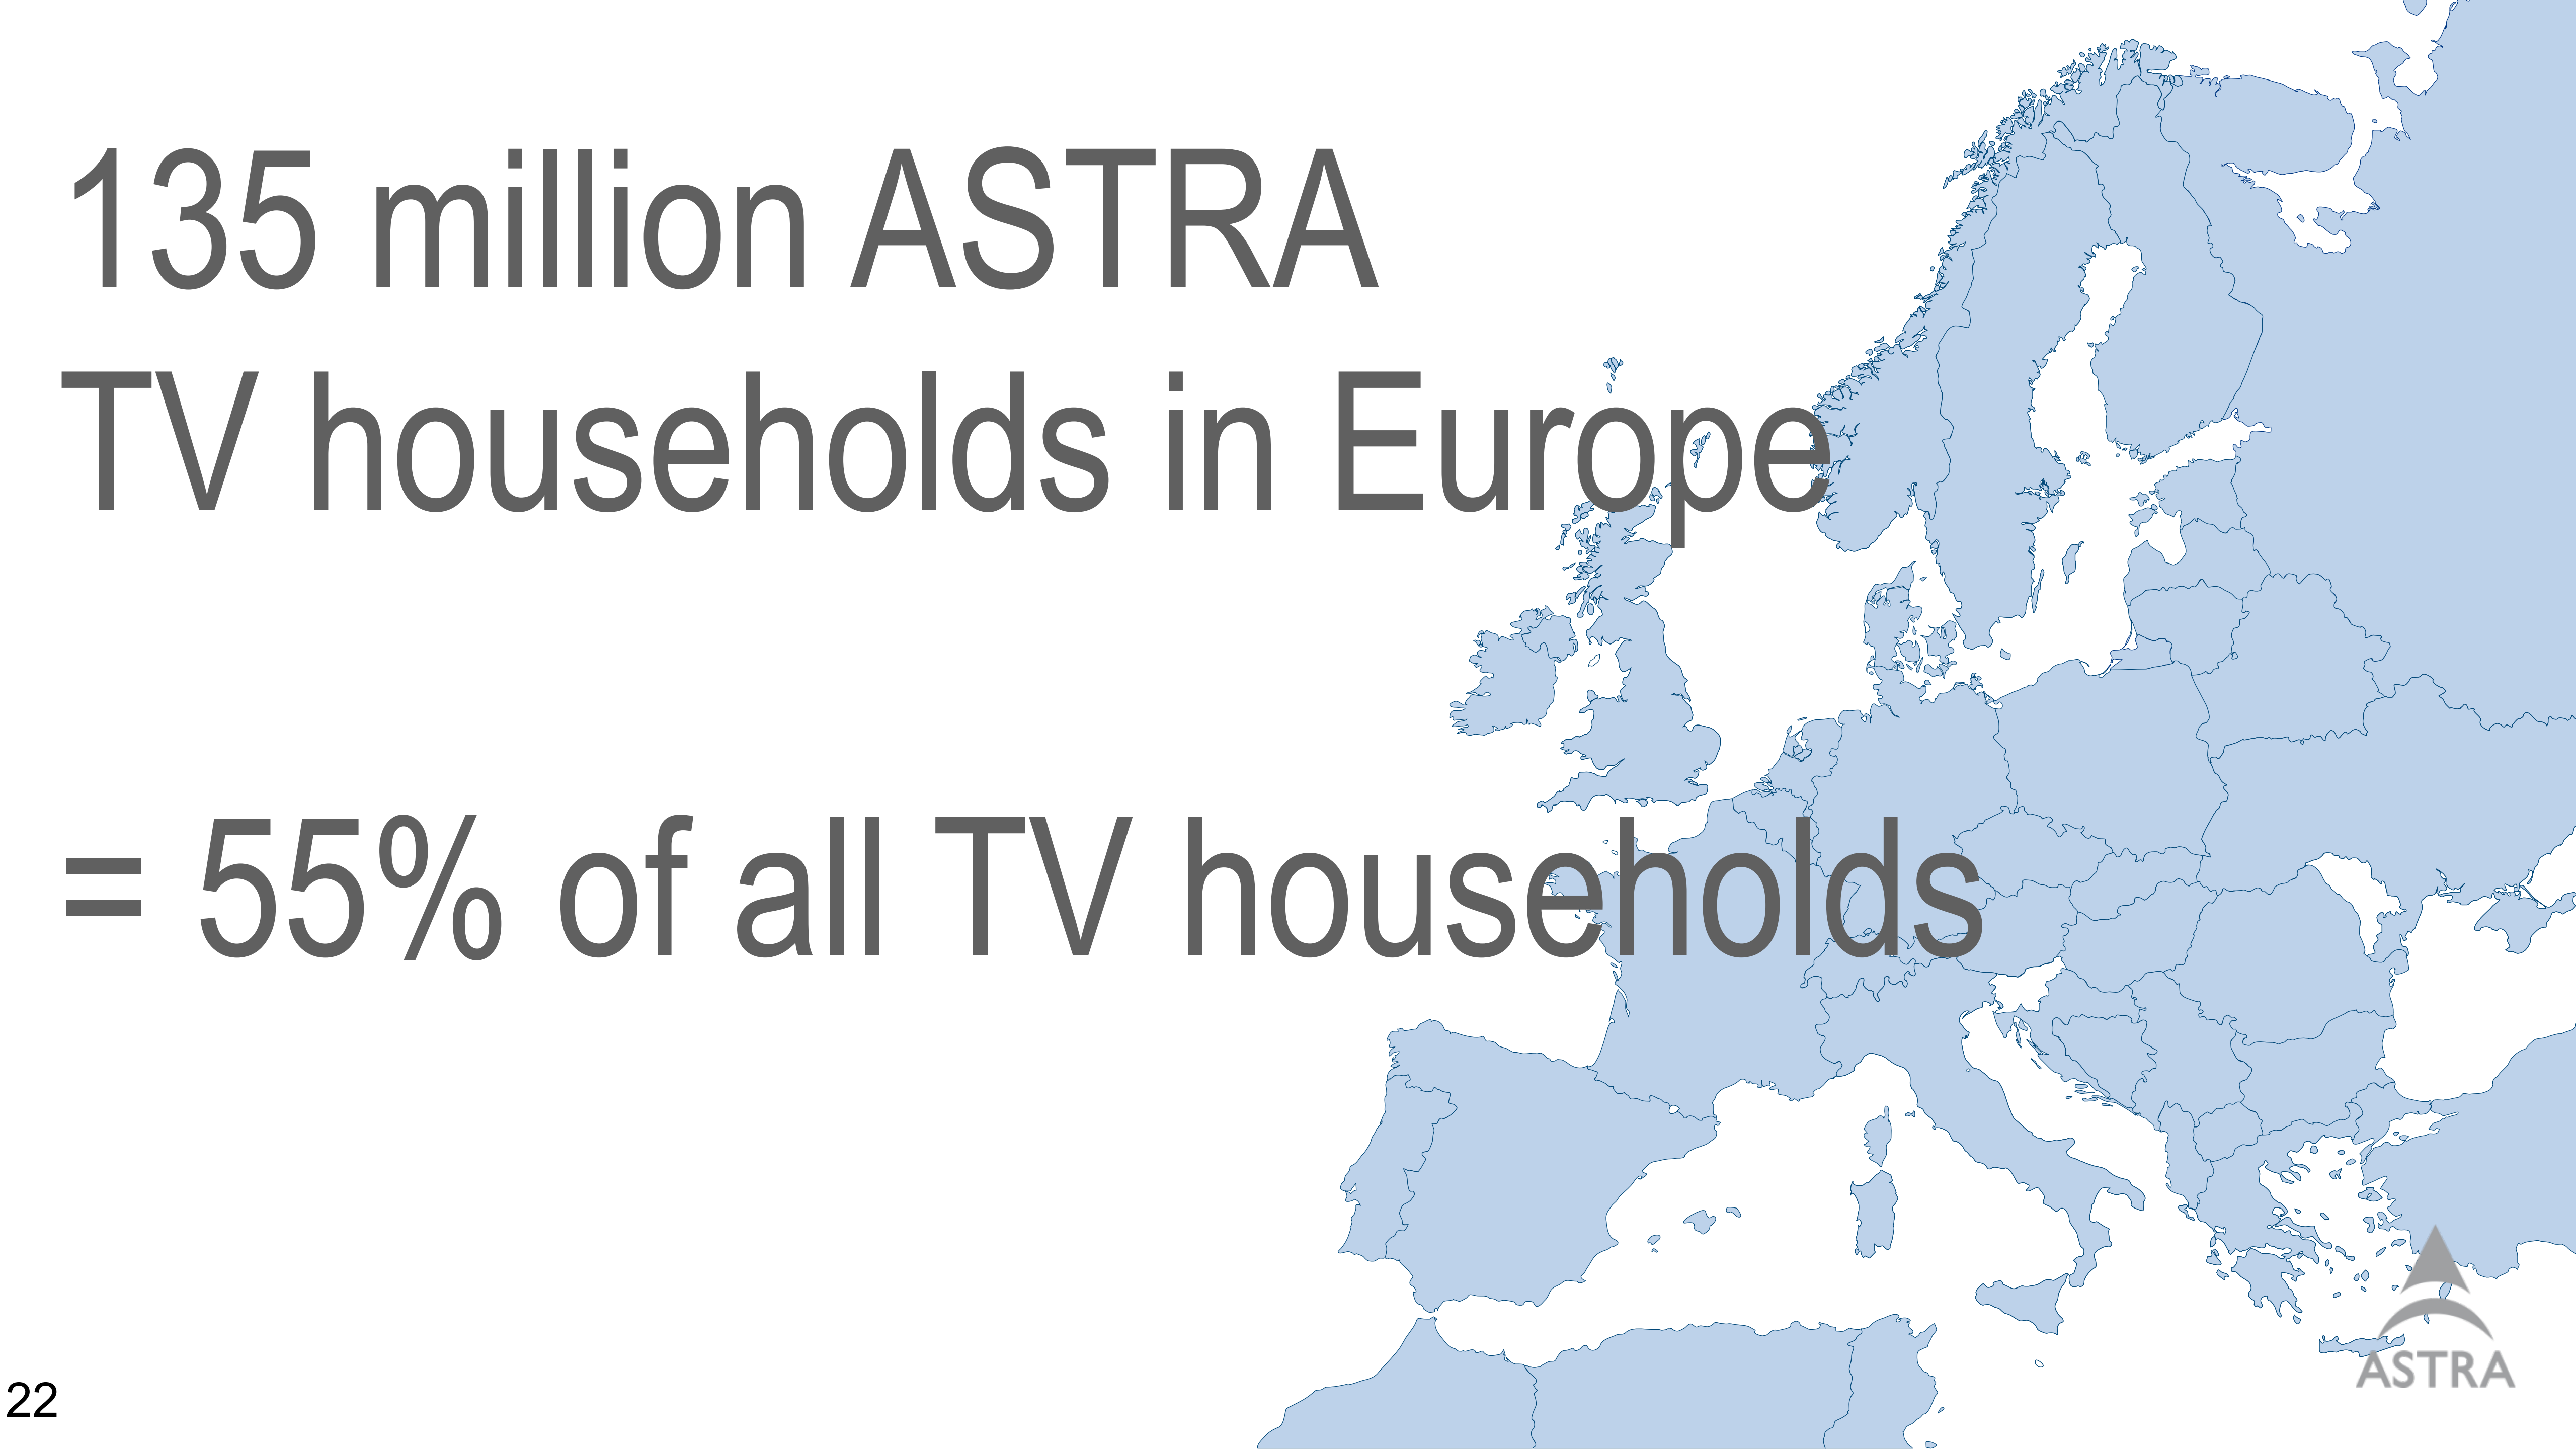 135 million ASTRA
TV households in Europe
= 55% of all TV households
ASTRA
22